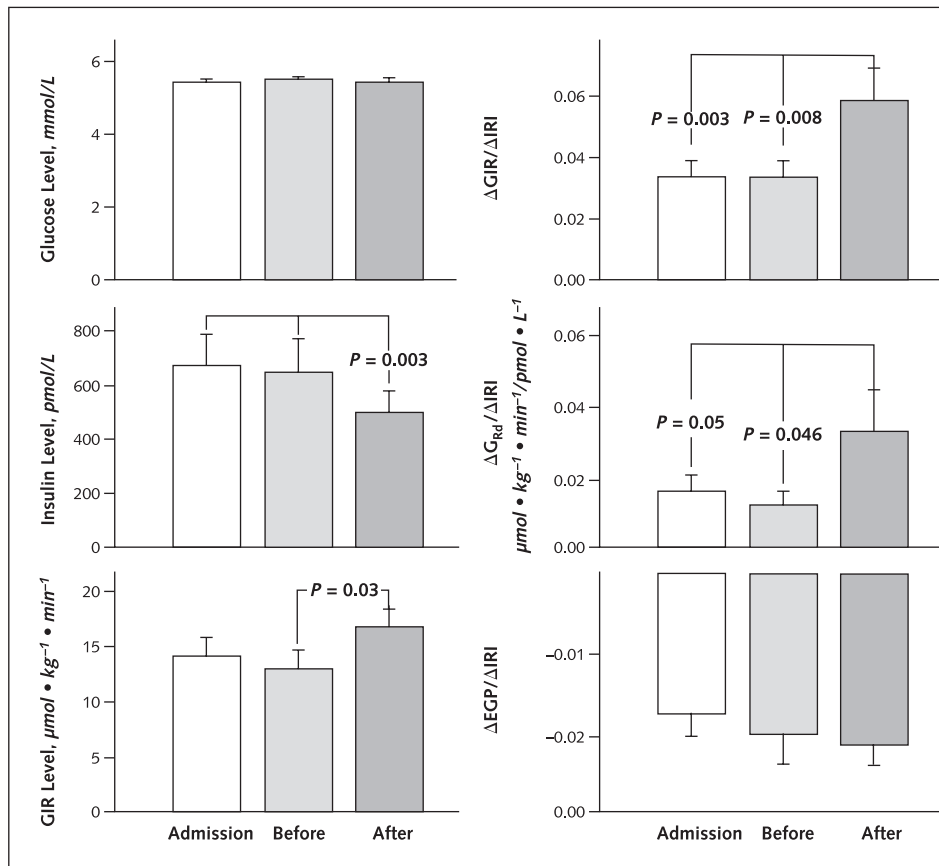 Glucose Level, mmol/L
6
4
2
0
ΔGIR/ΔIRI
0.06
0.04
0.02
0.00
P = 0.003
P = 0.008
Insulin Level, pmol/L
800
600
400
200
0
P = 0.003
ΔG_Rd/ΔIRI
μmol • kg⁻¹ • min⁻¹/pmol • L⁻¹
0.06
0.04
0.02
0.00
P = 0.05
P = 0.046
GIR Level, μmol • kg⁻¹ • min⁻¹
20
15
10
5
0
P = 0.03
Admission Before After
ΔEGP/ΔIRI
−0.01
−0.02
0.00
Admission Before After